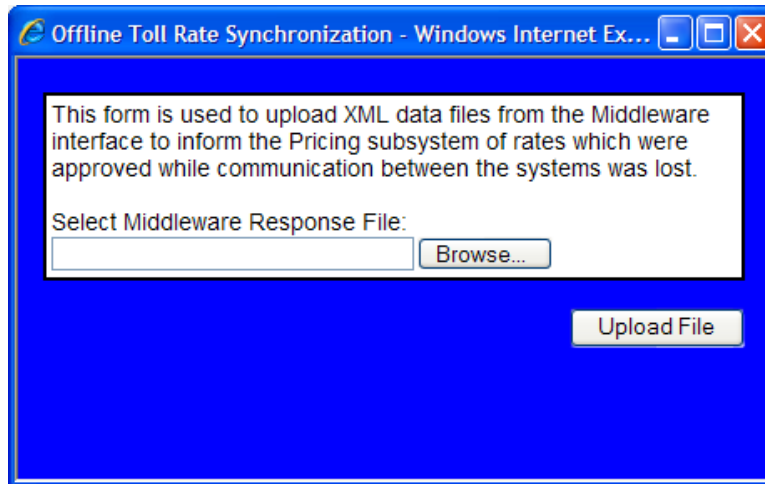 Offline Toll Rate Synchronization - Windows Internet Ex...
This form is used to upload XML data files from the Middleware
interface to inform the Pricing subsystem of rates which were
approved while communication between the systems was lost.
Select Middleware Response File:
Browse...
Upload File